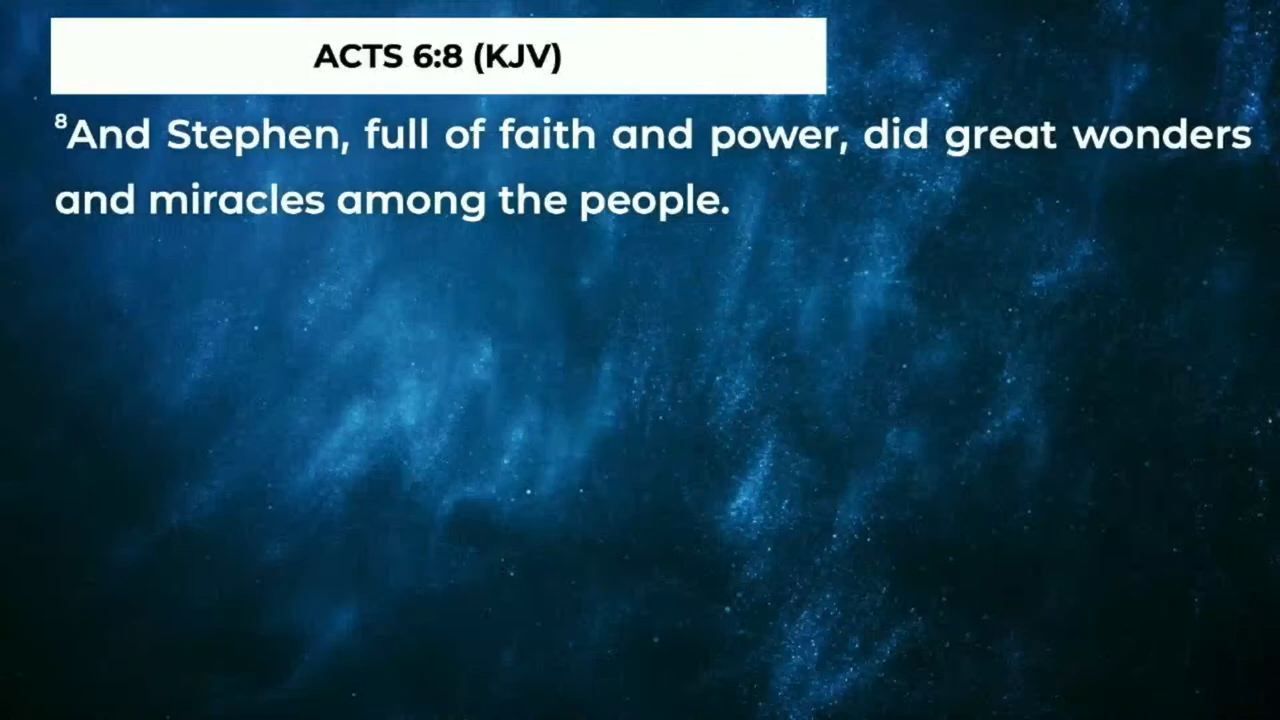 ACTS 6:8 (KJV)
⁸And Stephen, full of faith and power, did great wonders
and miracles among the people.